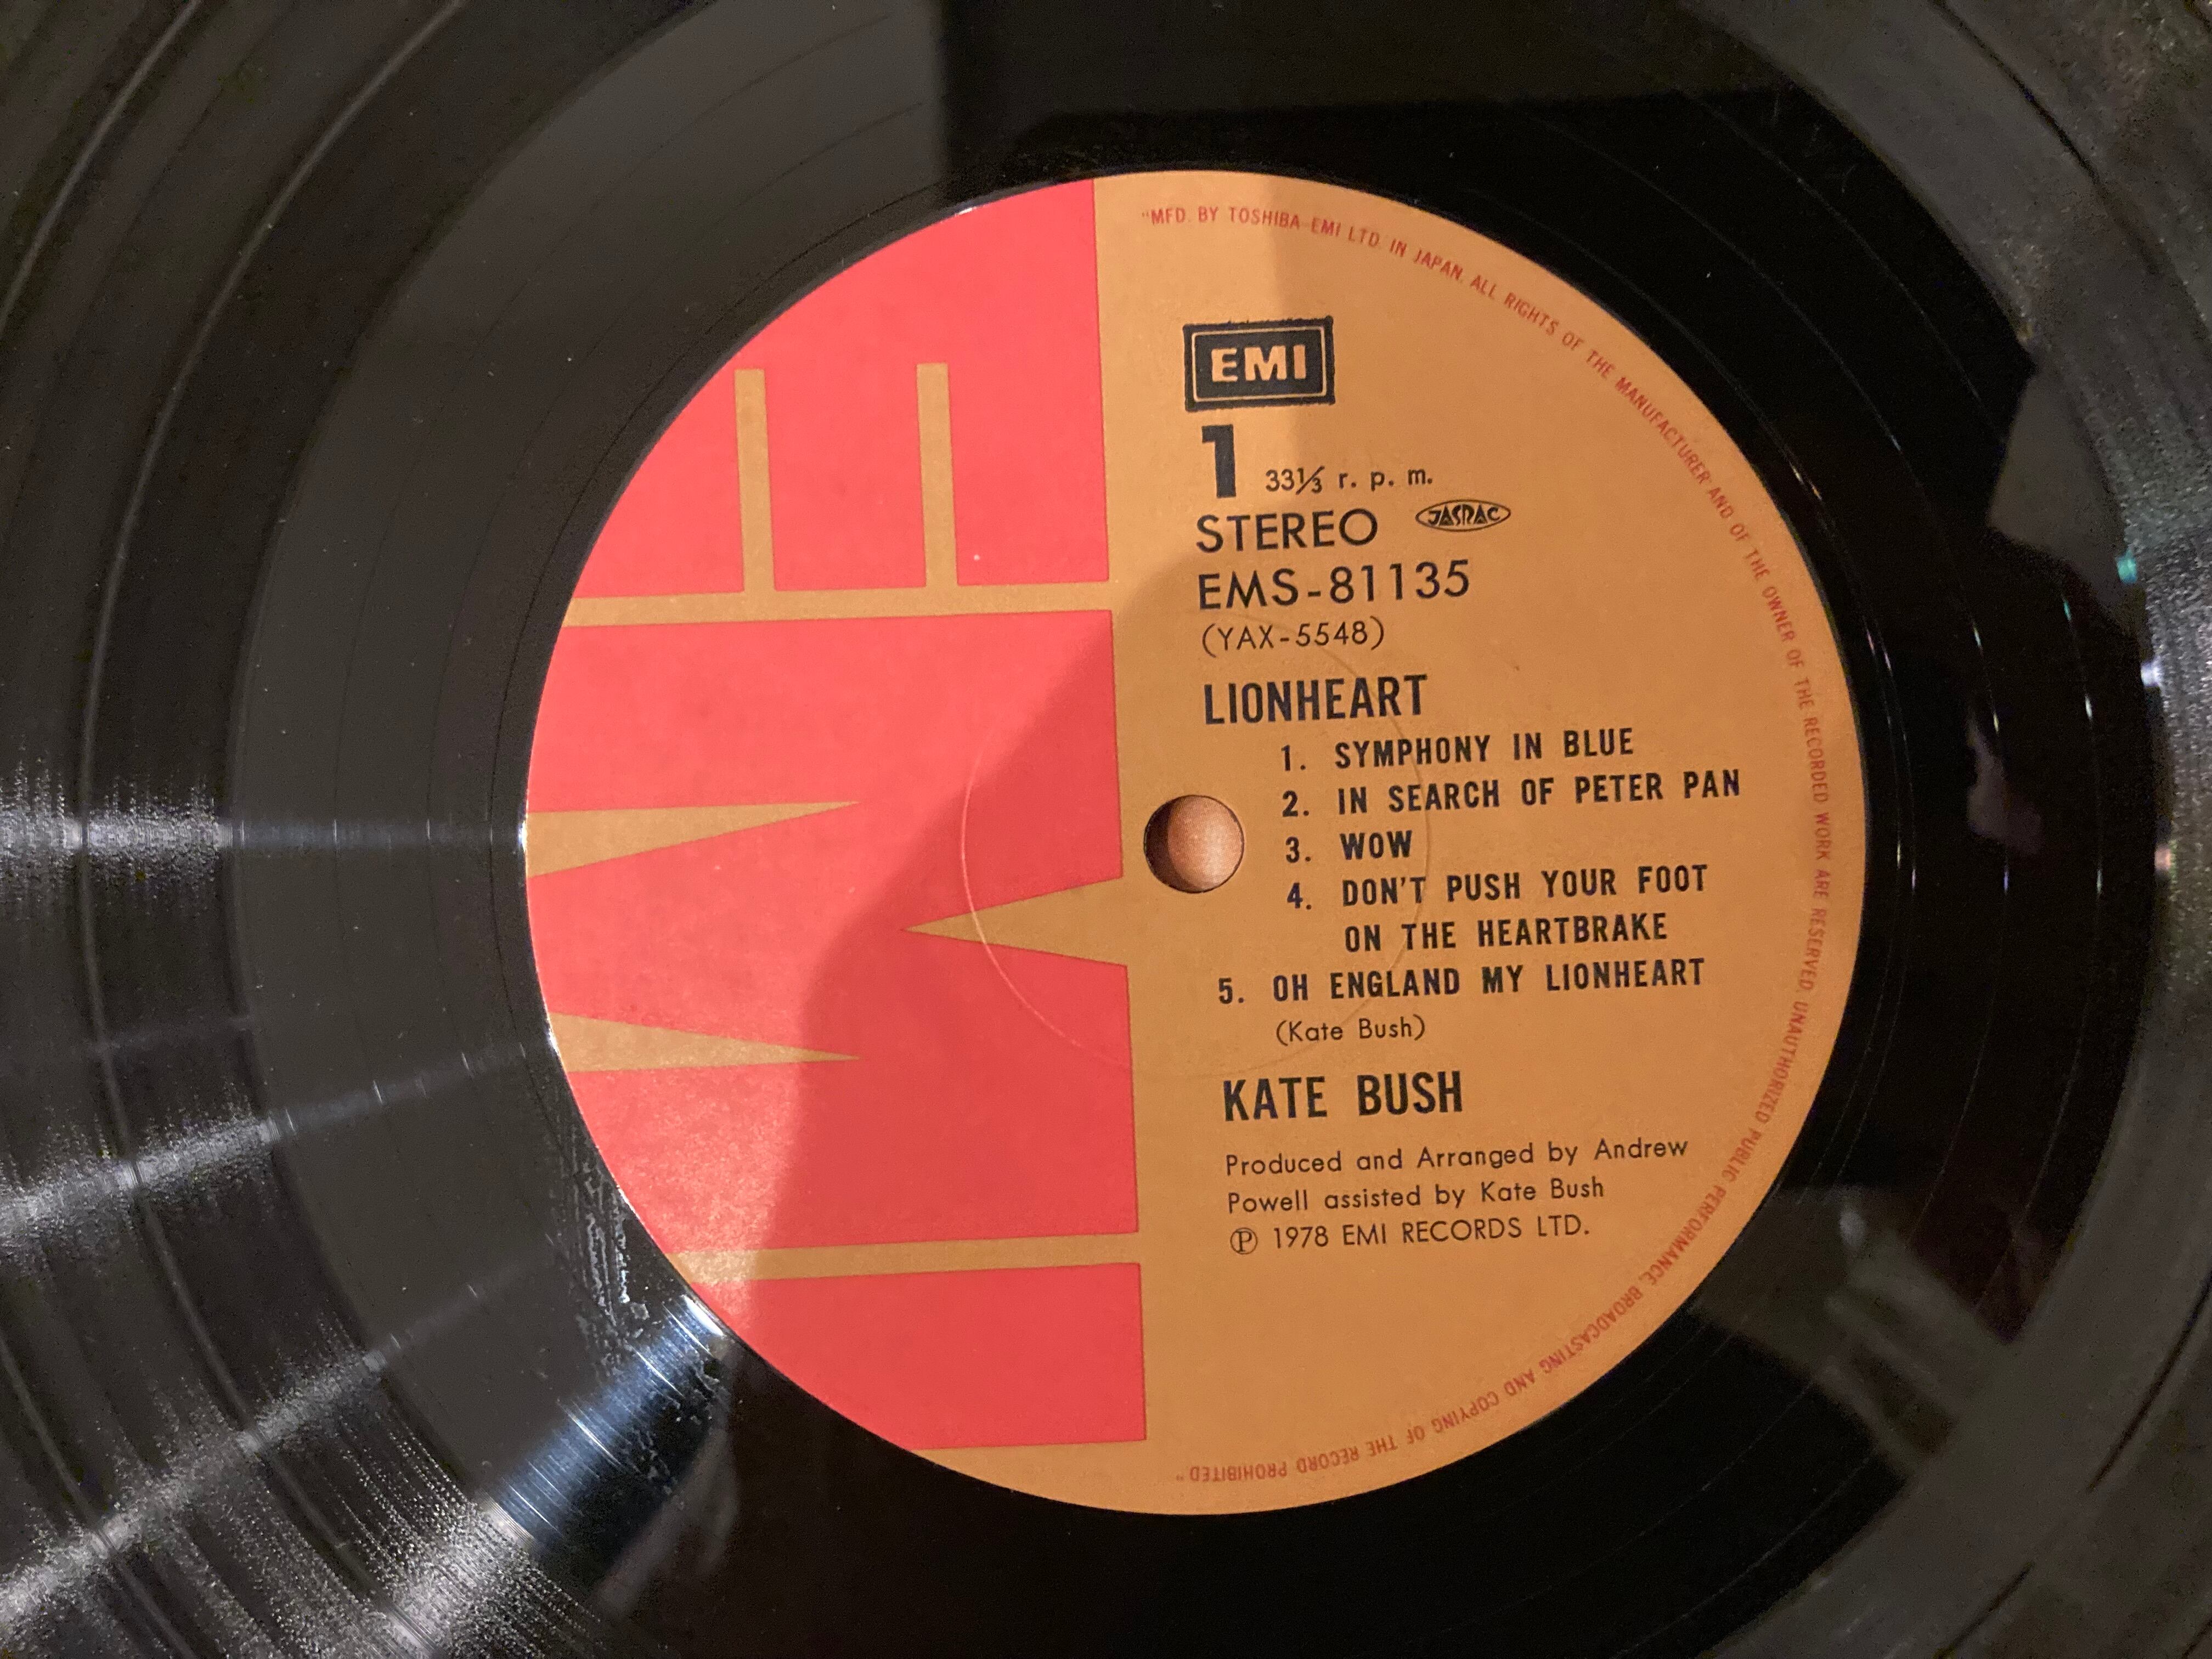 "MFD. BY TOSHIBA-EMI LTD. IN JAPAN. ALL RIGHTS OF THE MANUFACTURER AND OF THE OWNER OF THE RECORDED WORK ARE RESERVED. UNAUTHORIZED PUBLIC PERFORMANCE, BROADCASTING AND COPYING OF THE RECORD PROHIBITED"
EMI
EMI
1 33⅓ r. p. m.
STEREO JASRAC
EMS-81135
(YAX-5548)
LIONHEART
1. SYMPHONY IN BLUE
2. IN SEARCH OF PETER PAN
3. WOW
4. DON'T PUSH YOUR FOOT
ON THE HEARTBRAKE
5. OH ENGLAND MY LIONHEART
(Kate Bush)
KATE BUSH
Produced and Arranged by Andrew
Powell assisted by Kate Bush
Ⓟ 1978 EMI RECORDS LTD.